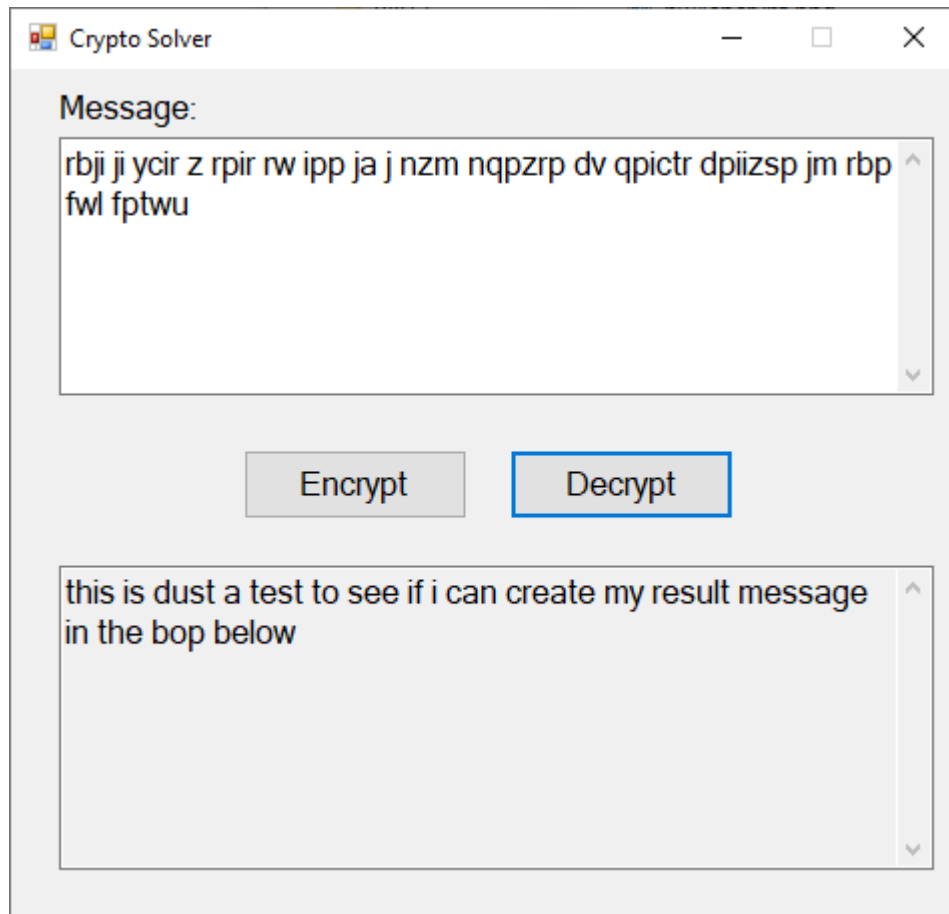 Crypto Solver
Message:
rbji ji ycir z rpir rw ipp ja j nzm nqpzrp dv qpictr dpiizsp jm rbp
fwl fptwu
Encrypt
Decrypt
this is dust a test to see if i can create my result message
in the bop below